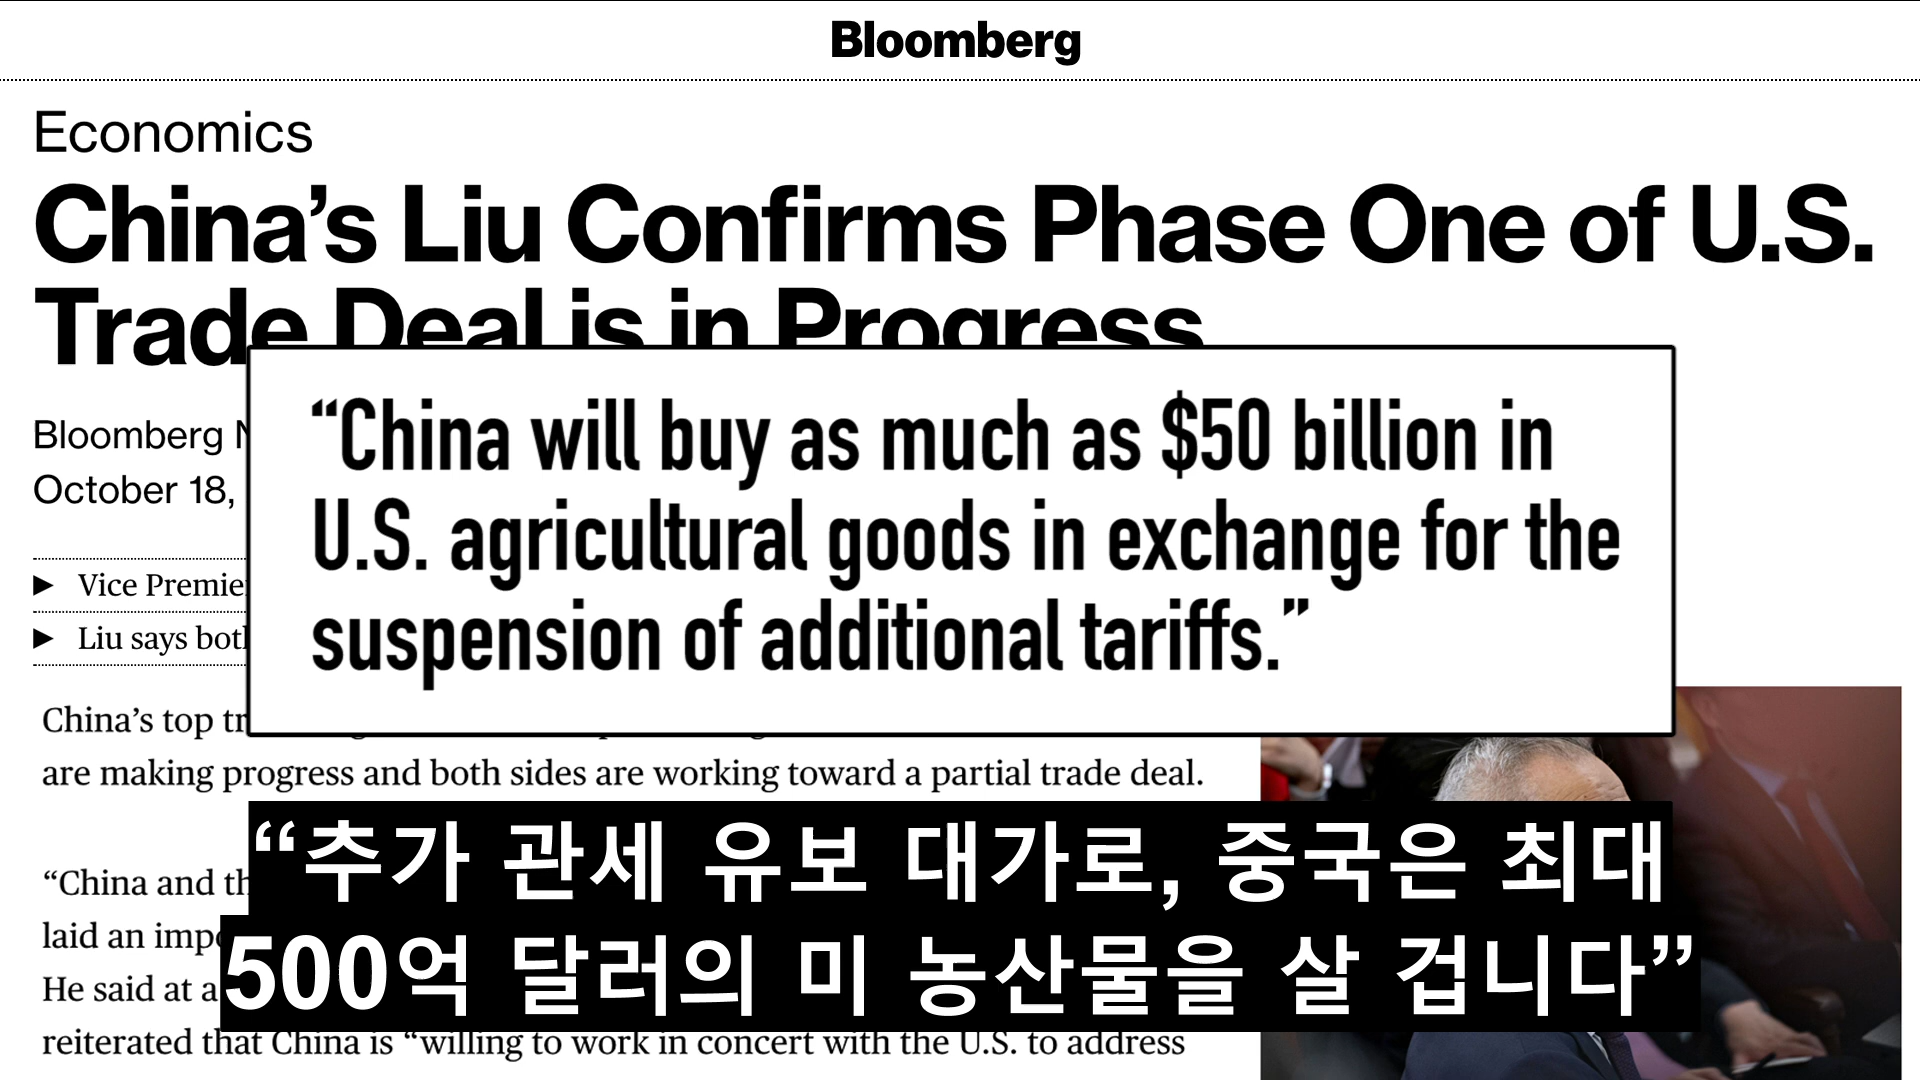 Bloomberg
Economics
China’s Liu Confirms Phase One of U.S.
Trade Deal is in Progress
“China will buy as much as $50 billion in
U.S. agricultural goods in exchange for the
suspension of additional tariffs.”
Bloomberg
October 18,
Vice
Liu says
China’s top
are making progress and both sides are working toward a partial trade deal.
“China and
laid an
He said at a
reiterated that China is “willing to work in concert with the U.S. to address
“추가 관세 유보 대가로, 중국은 최대
500억 달러의 미 농산물을 살 겁니다”